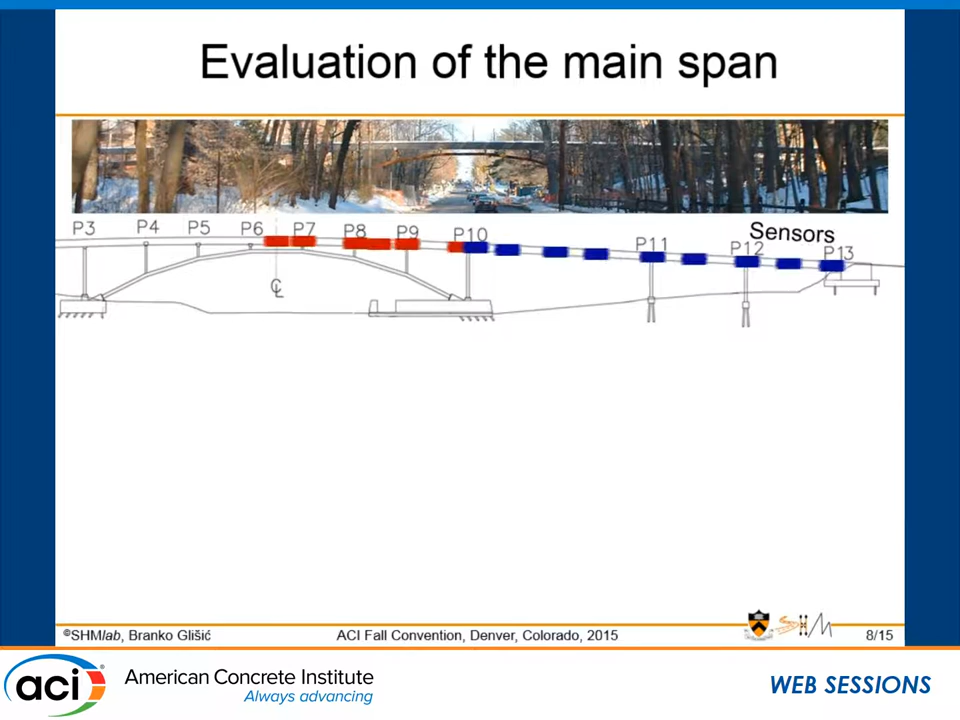 Evaluation of the main span
P3 P4 P5 P6 P7 P8 P9 P10 P11 P12 P13
Sensors
℄
©SHMlab, Branko Glišić
ACI Fall Convention, Denver, Colorado, 2015
SHM
8/15
aci®
American Concrete Institute
Always advancing
WEB SESSIONS